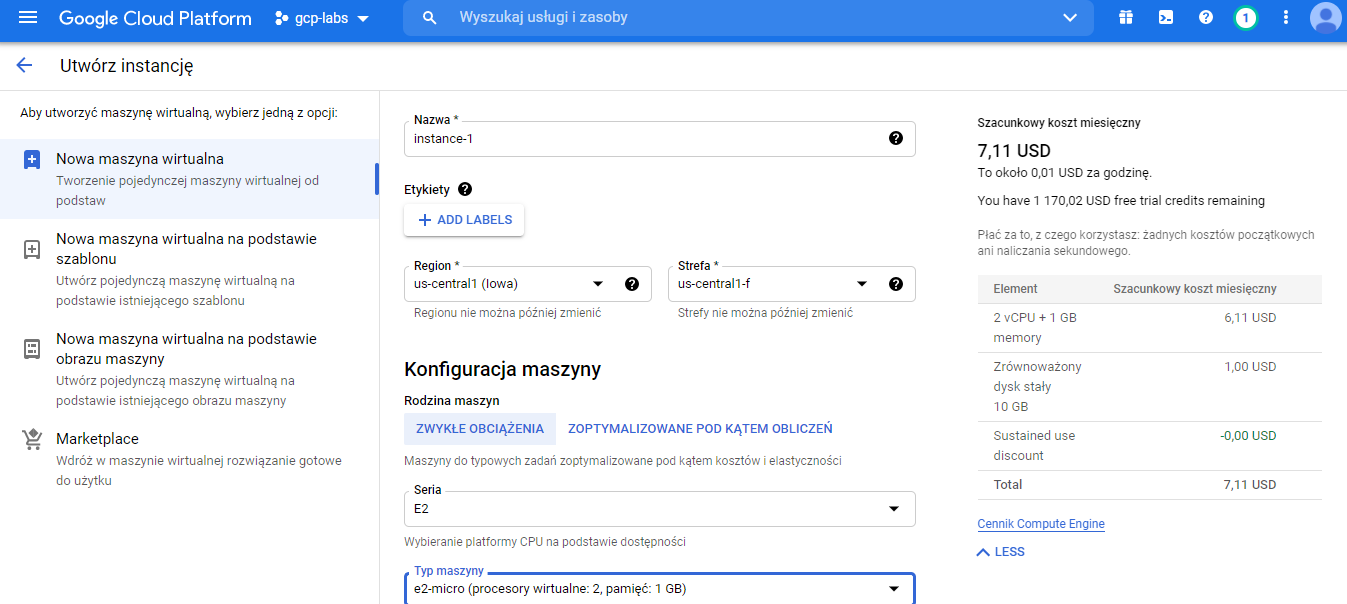 Google Cloud Platform
gcp-labs
Wyszukaj usługi i zasoby
1
Utwórz instancję
Aby utworzyć maszynę wirtualną, wybierz jedną z opcji:
Nowa maszyna wirtualna
Tworzenie pojedynczej maszyny wirtualnej od
podstaw
Nowa maszyna wirtualna na podstawie
szablonu
Utwórz pojedynczą maszynę wirtualną na
podstawie istniejącego szablonu
Nowa maszyna wirtualna na podstawie
obrazu maszyny
Utwórz pojedynczą maszynę wirtualną na
podstawie istniejącego obrazu maszyny
Marketplace
Wdróż w maszynie wirtualnej rozwiązanie gotowe
do użytku
Nazwa *
instance-1
Etykiety
ADD LABELS
Region *
us-central1 (Iowa)
Regionu nie można później zmienić
Strefa *
us-central1-f
Strefy nie można później zmienić
Konfiguracja maszyny
Rodzina maszyn
ZWYKŁE OBCIĄŻENIA
ZOPTYMALIZOWANE POD KĄTEM OBLICZEŃ
Maszyny do typowych zadań zoptymalizowane pod kątem kosztów i elastyczności
Seria
E2
Wybieranie platformy CPU na podstawie dostępności
Typ maszyny
e2-micro (procesory wirtualne: 2, pamięć: 1 GB)
Szacunkowy koszt miesięczny
7,11 USD
To około 0,01 USD za godzinę.
You have 1 170,02 USD free trial credits remaining
Płać za to, z czego korzystasz: żadnych kosztów początkowych
ani naliczania sekundowego.
Element Szacunkowy koszt miesięczny
2 vCPU + 1 GB 6,11 USD
memory
Zrównoważony 1,00 USD
dysk stały
10 GB
Sustained use -0,00 USD
discount
Total 7,11 USD
Cennik Compute Engine
LESS